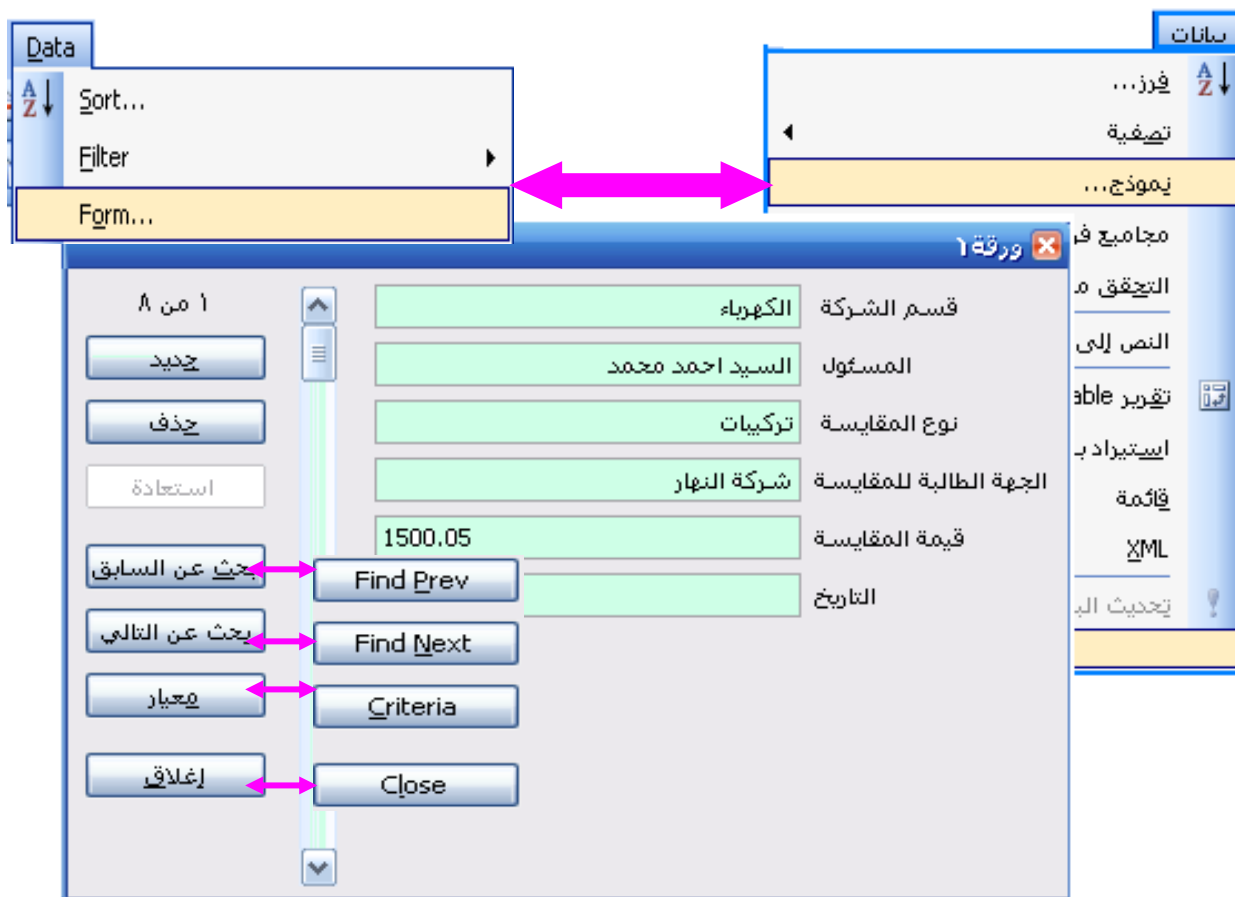 Data
Sort...
Filter
Form...
بيانات
فرز...
تصفية
نموذج...
مجاميع
التحقق
النص إلى
تقرير able
استيراد
قائمة
XML
تحديث
ورقة١
١ من ٨
جديد
حذف
استعادة
بحث عن السابق
بحث عن التالي
معيار
إغلاق
قسم الشركة الكهرباء
المسئول السيد احمد محمد
نوع المقايسة تركيبات
الجهة الطالبة للمقايسة شركة النهار
قيمة المقايسة 1500.05
التاريخ
Find Prev
Find Next
Criteria
Close